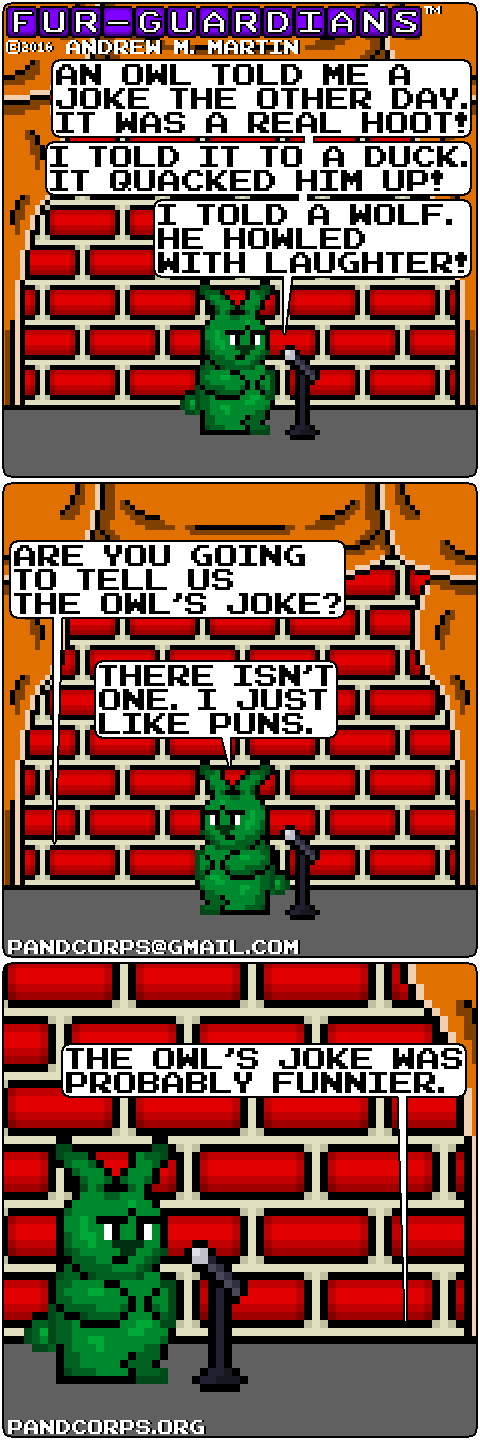 FUR-GUARDIANS™
©2016 ANDREW M. MARTIN
AN OWL TOLD ME A
JOKE THE OTHER DAY.
IT WAS A REAL HOOT!
I TOLD IT TO A DUCK.
IT QUACKED HIM UP!
I TOLD A WOLF.
HE HOWLED
WITH LAUGHTER!
ARE YOU GOING
TO TELL US
THE OWL'S JOKE?
THERE ISN'T
ONE. I JUST
LIKE PUNS.
PANDCORPS@GMAIL.COM
THE OWL'S JOKE WAS
PROBABLY FUNNIER.
PANDCORPS.ORG